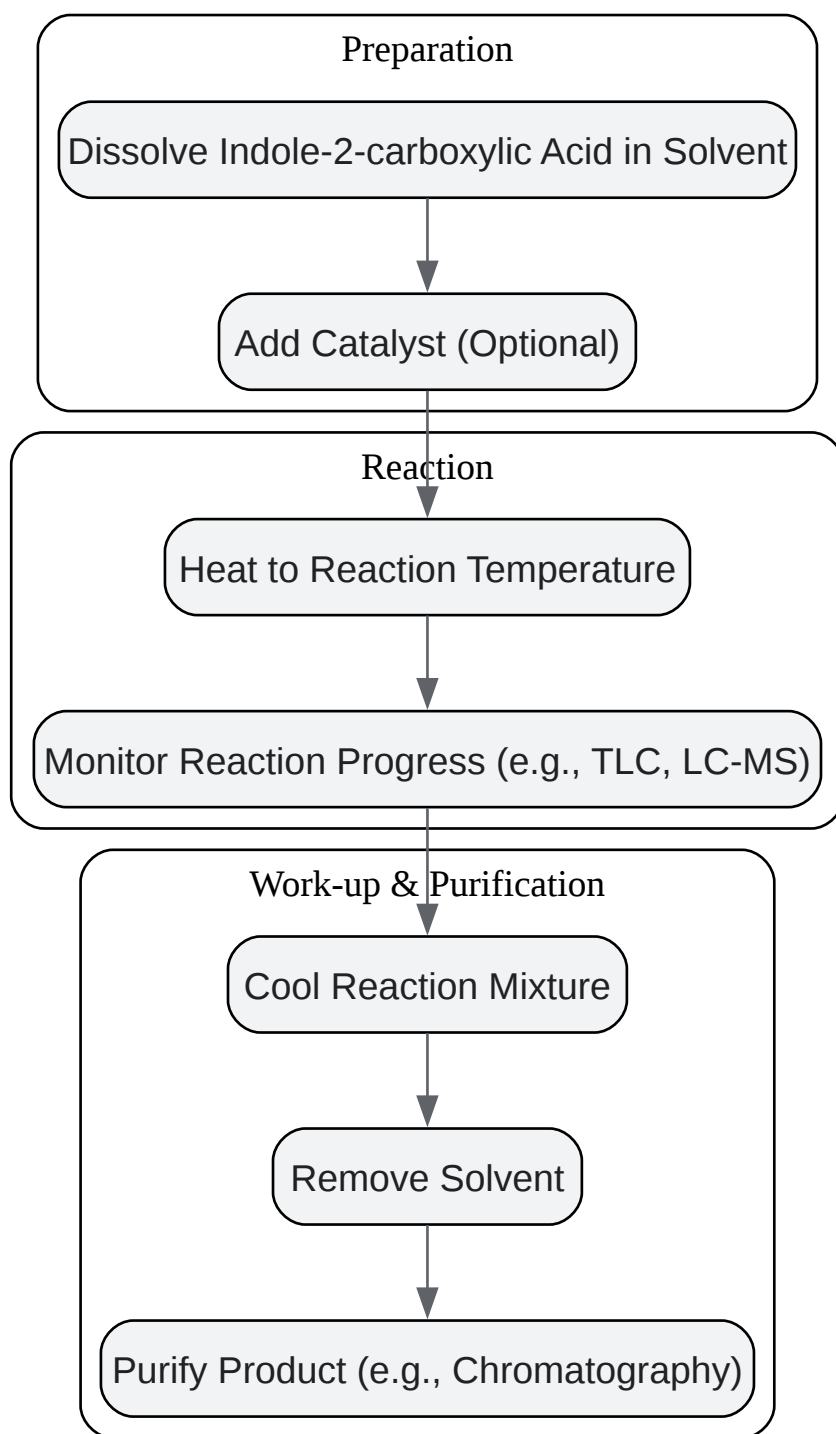 Preparation
Dissolve Indole-2-carboxylic Acid in Solvent
Add Catalyst (Optional)
Reaction
Heat to Reaction Temperature
Monitor Reaction Progress (e.g., TLC, LC-MS)
Work-up & Purification
Cool Reaction Mixture
Remove Solvent
Purify Product (e.g., Chromatography)